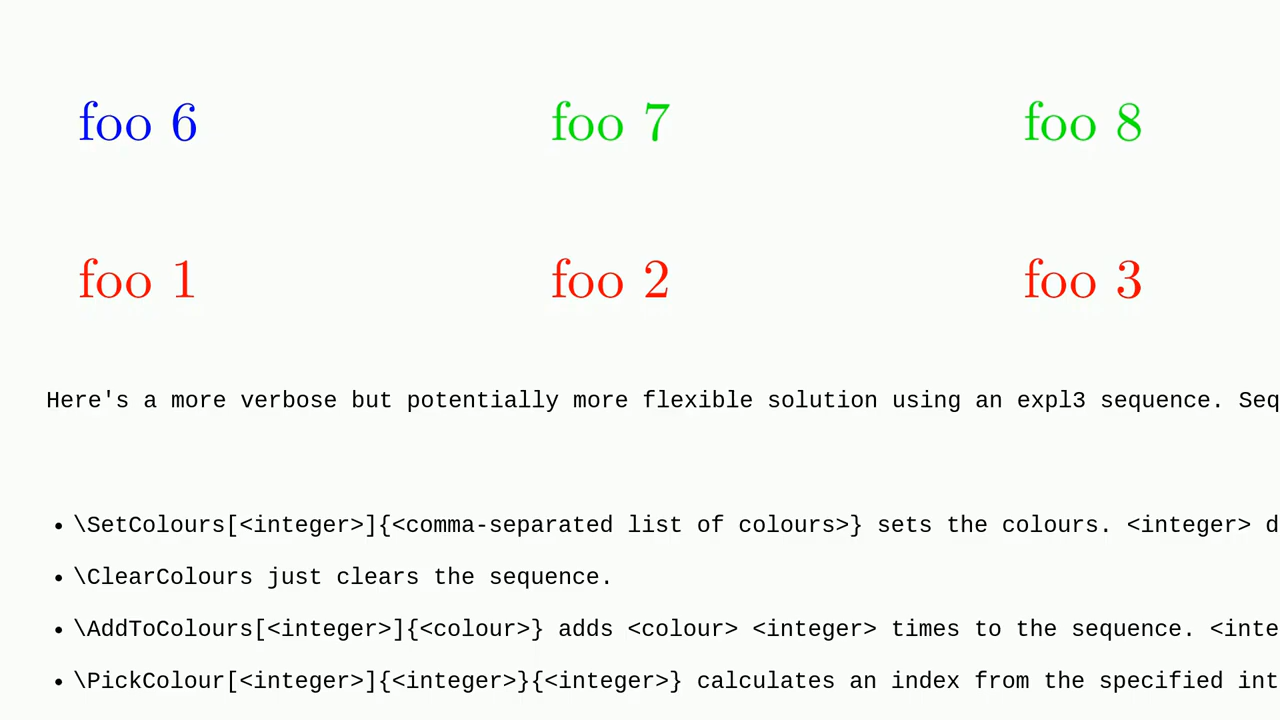 foo 6 foo 7 foo 8
foo 1 foo 2 foo 3
Here's a more verbose but potentially more flexible solution using an expl3 sequence. Seq
• \SetColours[<integer>]{<comma-separated list of colours>} sets the colours. <integer> d
• \ClearColours just clears the sequence.
• \AddToColours[<integer>]{<colour>} adds <colour> <integer> times to the sequence. <inte
• \PickColour[<integer>]{<integer>}{<integer>} calculates an index from the specified int